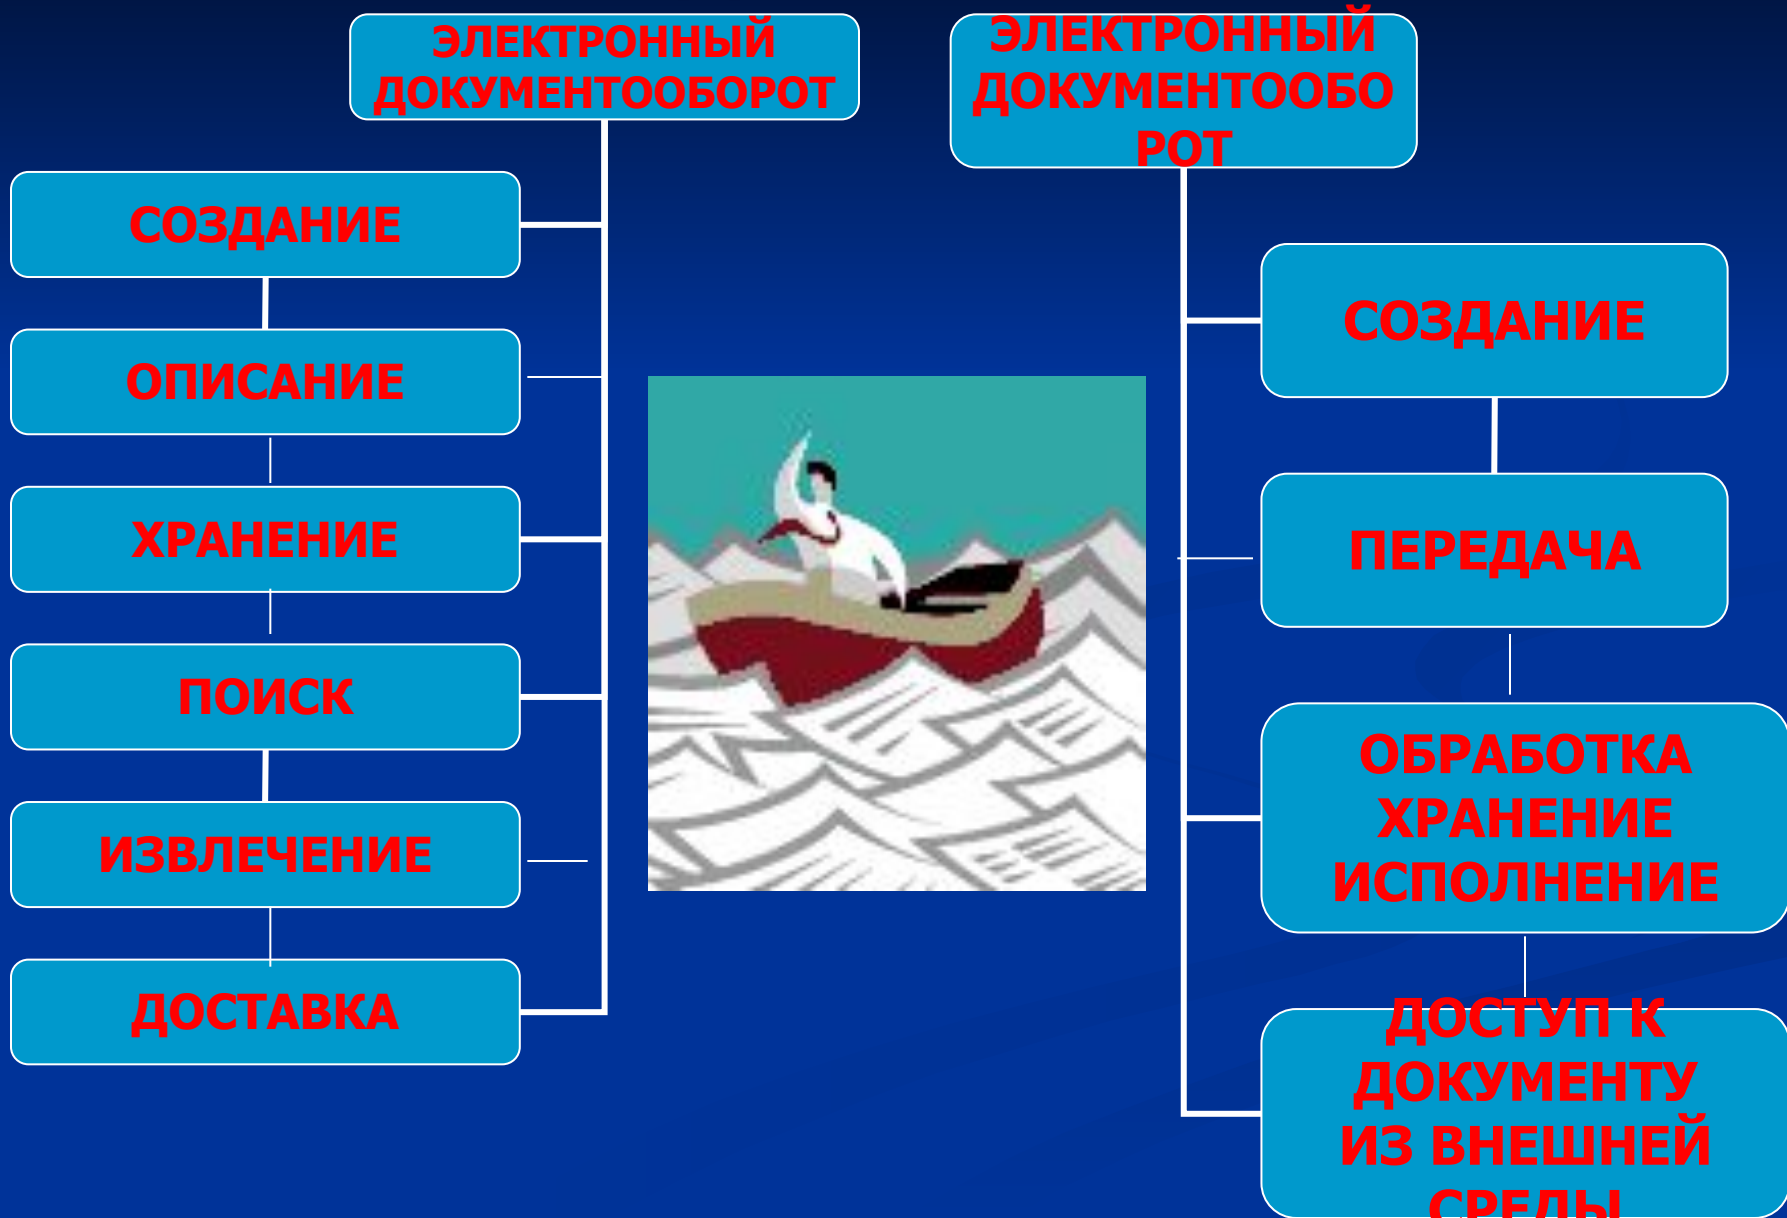 ЭЛЕКТРОННЫЙ
ДОКУМЕНТООБОРОТ
СОЗДАНИЕ
ОПИСАНИЕ
ХРАНЕНИЕ
ПОИСК
ИЗВЛЕЧЕНИЕ
ДОСТАВКА
ЭЛЕКТРОННЫЙ
ДОКУМЕНТООБО
РОТ
СОЗДАНИЕ
ПЕРЕДАЧА
ОБРАБОТКА
ХРАНЕНИЕ
ИСПОЛНЕНИЕ
ДОСТУП К
ДОКУМЕНТУ
ИЗ ВНЕШНЕЙ
СРЕДЫ